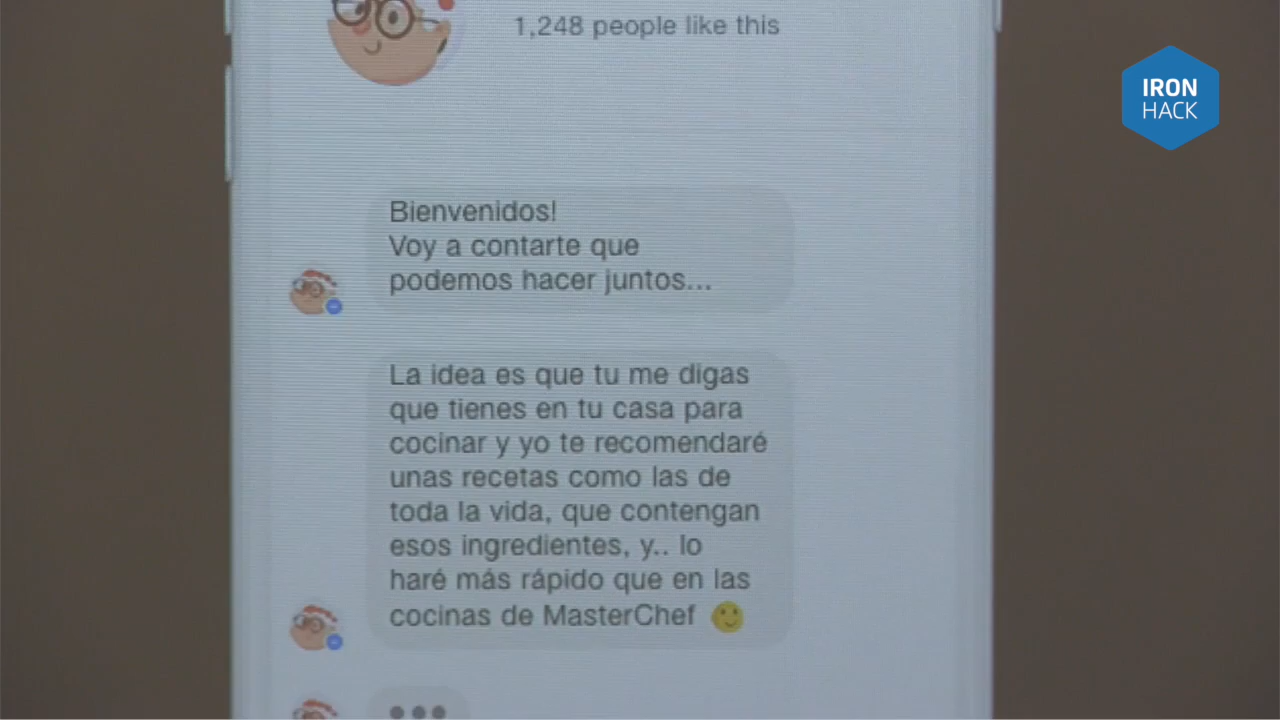 1,248 people like this
IRON
HACK
Bienvenidos!
Voy a contarte que
podemos hacer juntos...
La idea es que tu me digas
que tienes en tu casa para
cocinar y yo te recomendaré
unas recetas como las de
toda la vida, que contengan
esos ingredientes, y.. lo
haré más rápido que en las
cocinas de MasterChef 🙂